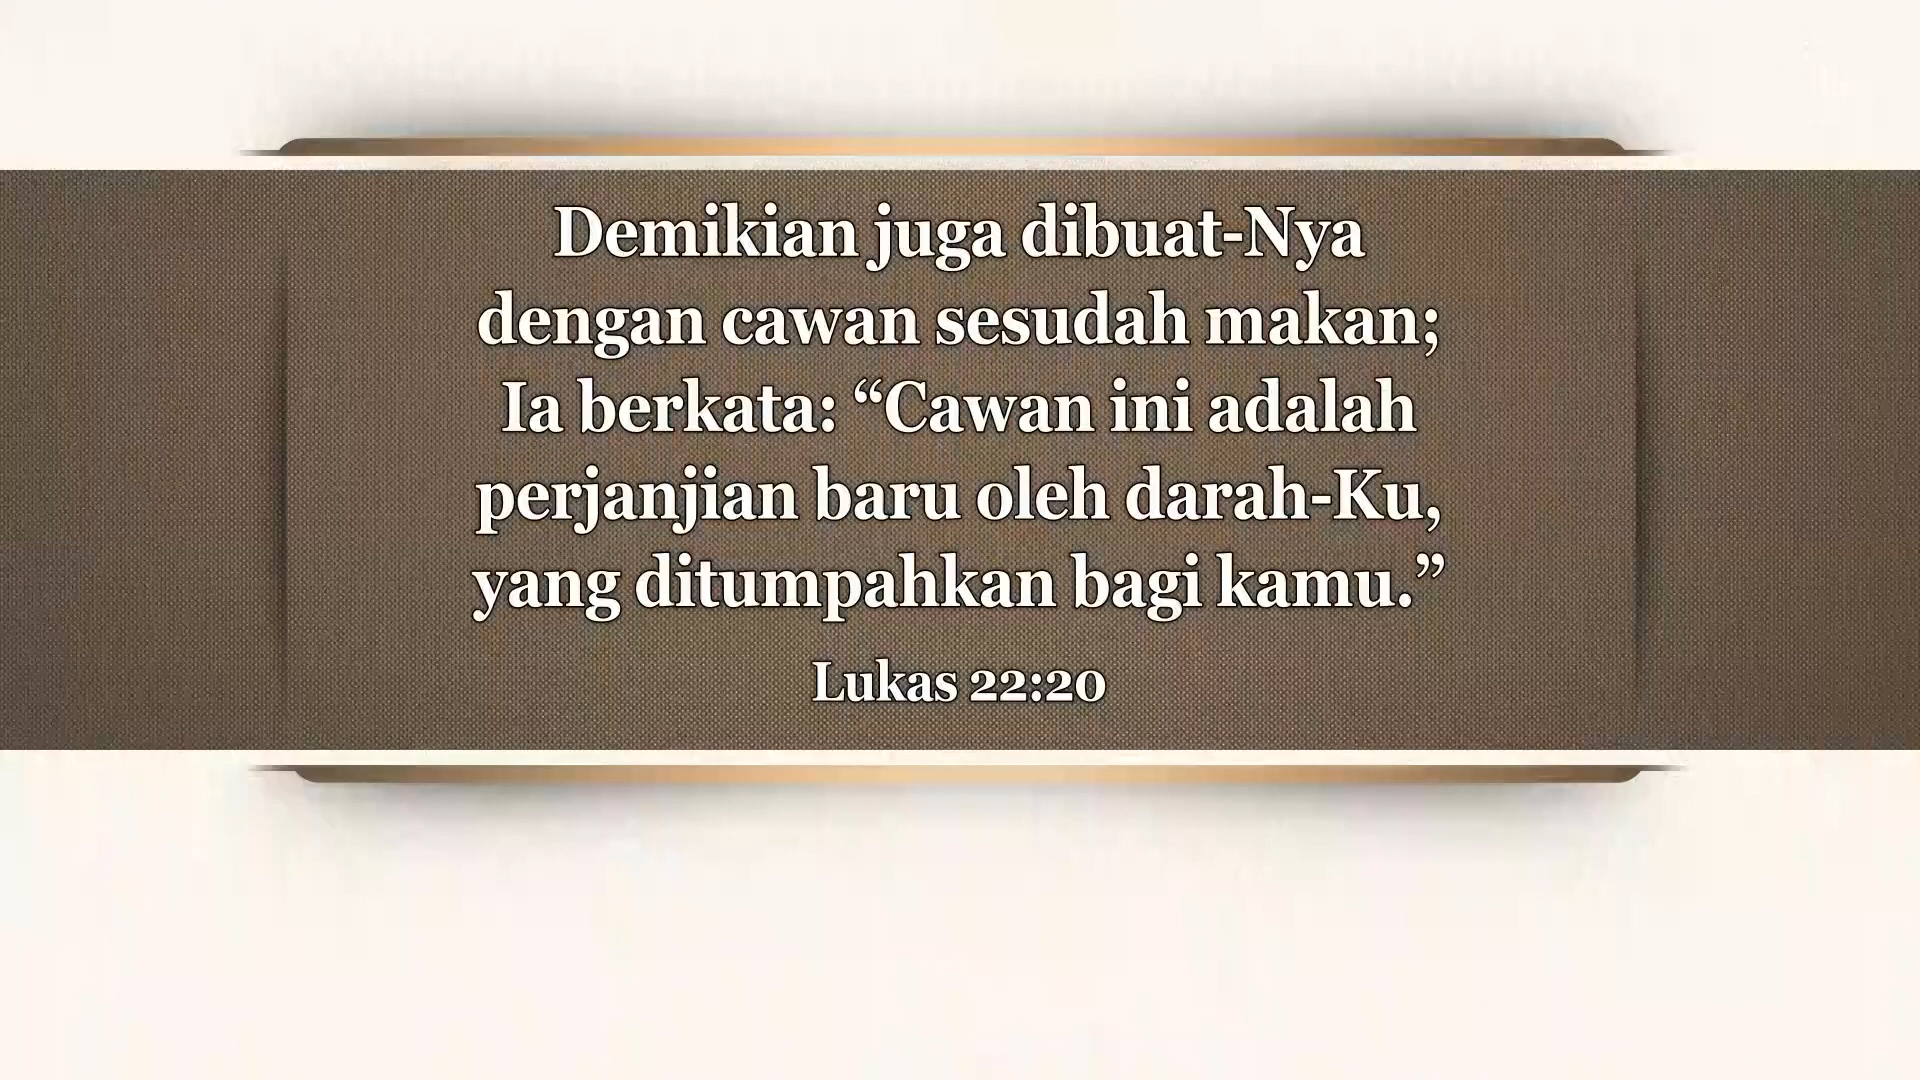 Demikian juga dibuat-Nya
dengan cawan sesudah makan;
Ia berkata: “Cawan ini adalah
perjanjian baru oleh darah-Ku,
yang ditumpahkan bagi kamu.”
Lukas 22:20